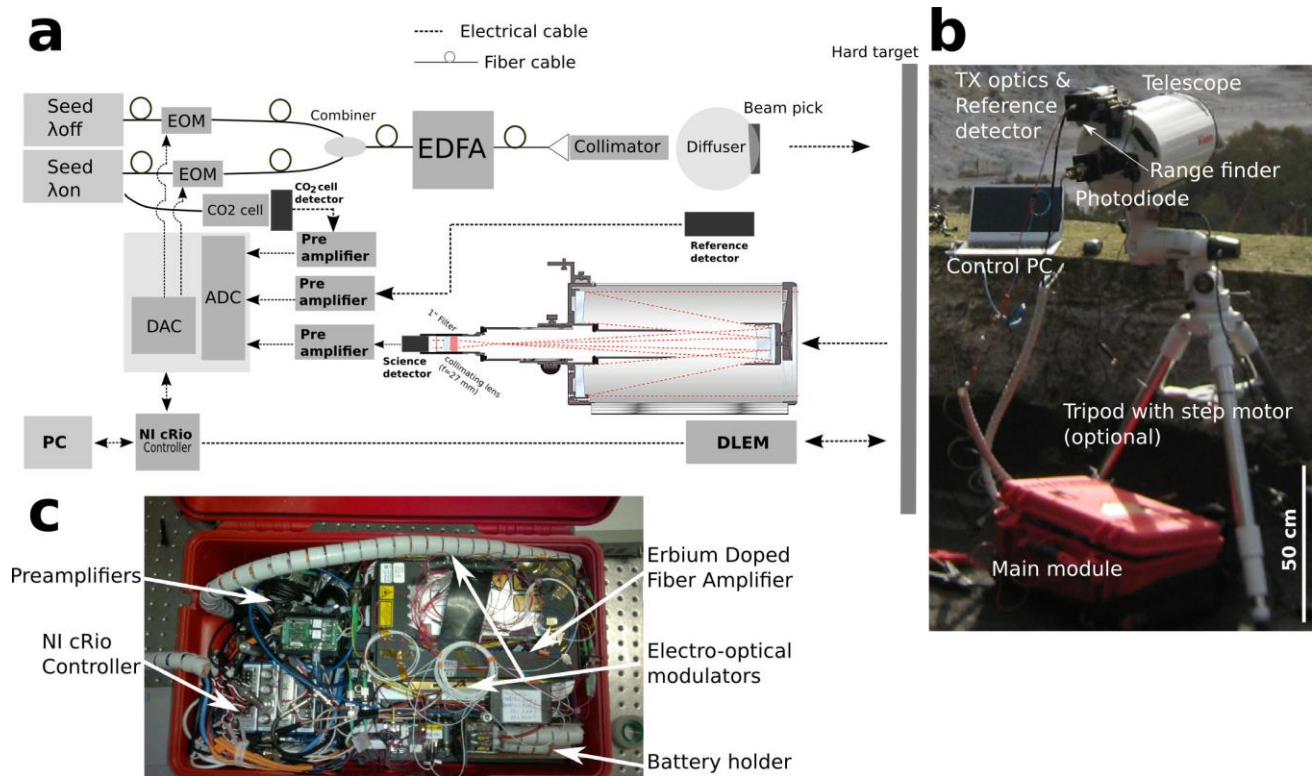 a
Electrical cable
Fiber cable
Hard target
Seed
λoff
EOM
Combiner
EDFA
Collimator
Diffuser
Beam pick
Seed
λon
EOM
CO2 cell
CO2 cell
detector
Pre
amplifier
Reference
detector
Pre
amplifier
ADC
DAC
Pre
amplifier
Science
detector
1" Filter
Collimating lens
(f=27 mm)
PC
NI cRio
Controller
DLEM
b
TX optics &
Reference
detector
Telescope
Range finder
Photodiode
Control PC
Tripod with step motor
(optional)
Main module
50 cm
c
Preamplifiers
NI cRio
Controller
Erbium Doped
Fiber Amplifier
Electro-optical
modulators
Battery holder